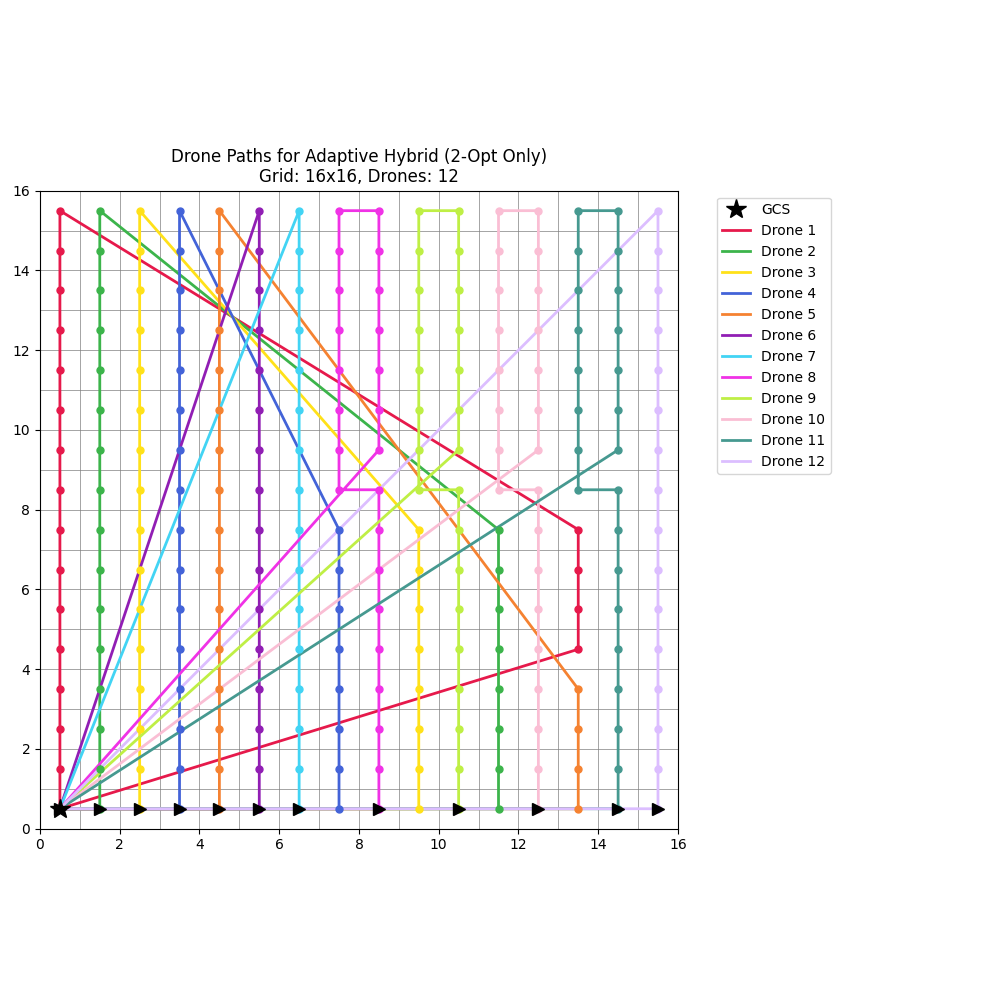 Drone Paths for Adaptive Hybrid (2-Opt Only)
Grid: 16x16, Drones: 12
16
14
12
10
8
6
4
2
0
0 2 4 6 8 10 12 14 16
GCS
Drone 1
Drone 2
Drone 3
Drone 4
Drone 5
Drone 6
Drone 7
Drone 8
Drone 9
Drone 10
Drone 11
Drone 12